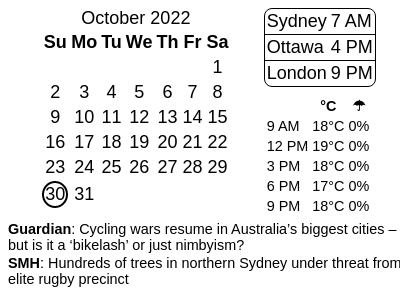 October 2022
Su Mo Tu We Th Fr Sa
1
2 3 4 5 6 7 8
9 10 11 12 13 14 15
16 17 18 19 20 21 22
23 24 25 26 27 28 29
30 31
Sydney 7 AM
Ottawa 4 PM
London 9 PM
°C ☂
9 AM 18°C 0%
12 PM 19°C 0%
3 PM 18°C 0%
6 PM 17°C 0%
9 PM 18°C 0%
Guardian: Cycling wars resume in Australia’s biggest cities –
but is it a ‘bikelash’ or just nimbyism?
SMH: Hundreds of trees in northern Sydney under threat from
elite rugby precinct